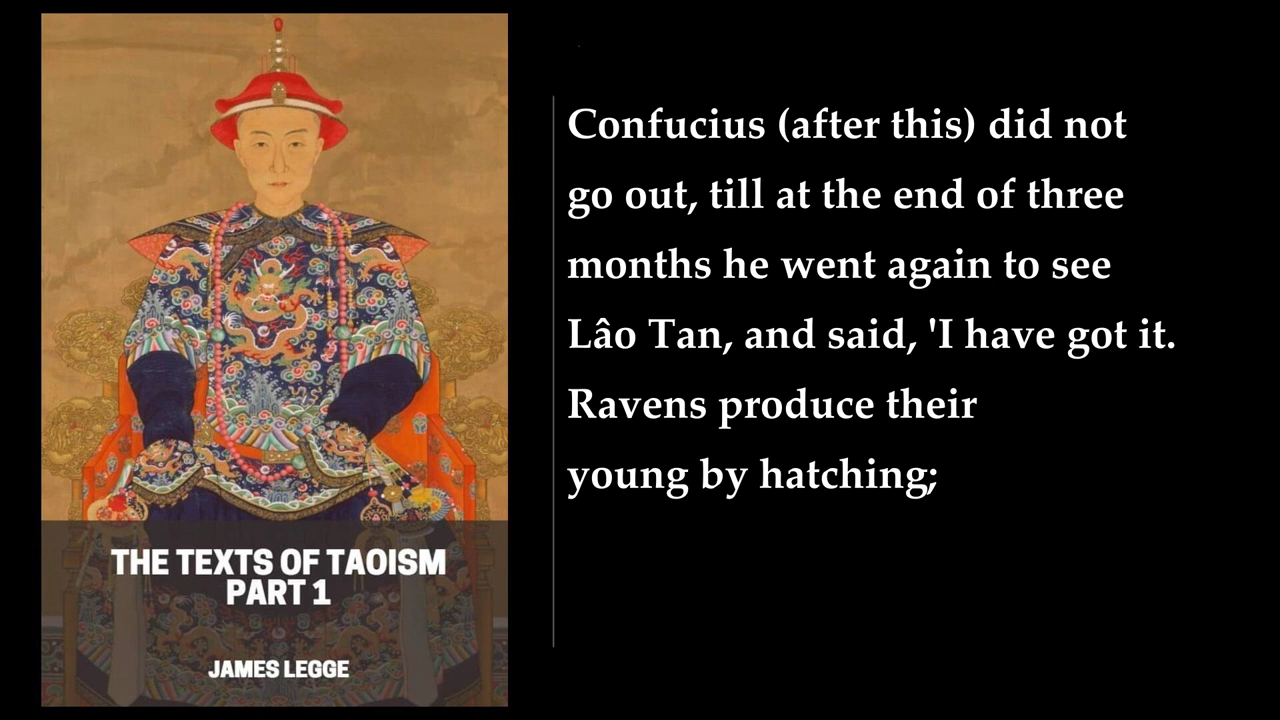 THE TEXTS OF TAOISM
PART 1
JAMES LEGGE
Confucius (after this) did not
go out, till at the end of three
months he went again to see
Lâo Tan, and said, 'I have got it.
Ravens produce their
young by hatching;